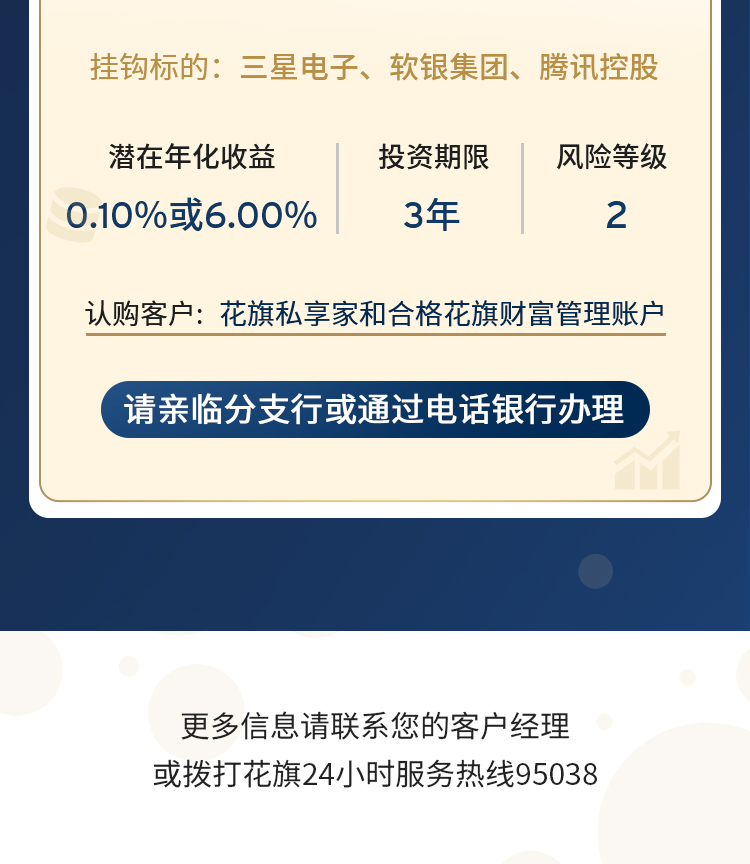 挂钩标的：三星电子、软银集团、腾讯控股
潜在年化收益 投资期限 风险等级
0.10%或6.00% 3年 2
认购客户：花旗私享家和合格花旗财富管理账户
请亲临分支行或通过电话银行办理
更多信息请联系您的客户经理
或拨打花旗24小时服务热线95038